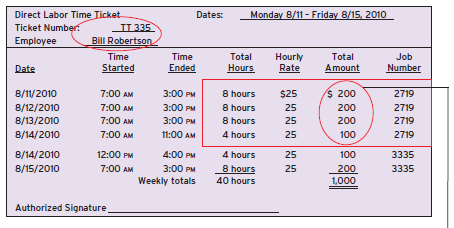 Direct Labor Time Ticket Dates: Monday 8/11 – Friday 8/15, 2010
Ticket Number: TT 335
Employee Bill Robertson
Time Time Total Hourly Total Job
Date Started Ended Hours Rate Amount Number
8/11/2010 7:00 AM 3:00 PM 8 hours $25 $ 200 2719
8/12/2010 7:00 AM 3:00 PM 8 hours 25 200 2719
8/13/2010 7:00 AM 3:00 PM 8 hours 25 200 2719
8/14/2010 7:00 AM 11:00 AM 4 hours 25 100 2719
8/14/2010 12:00 PM 4:00 PM 4 hours 25 100 3335
8/15/2010 7:00 AM 3:00 PM 8 hours 25 200 3335
Weekly totals 40 hours 1,000
Authorized Signature